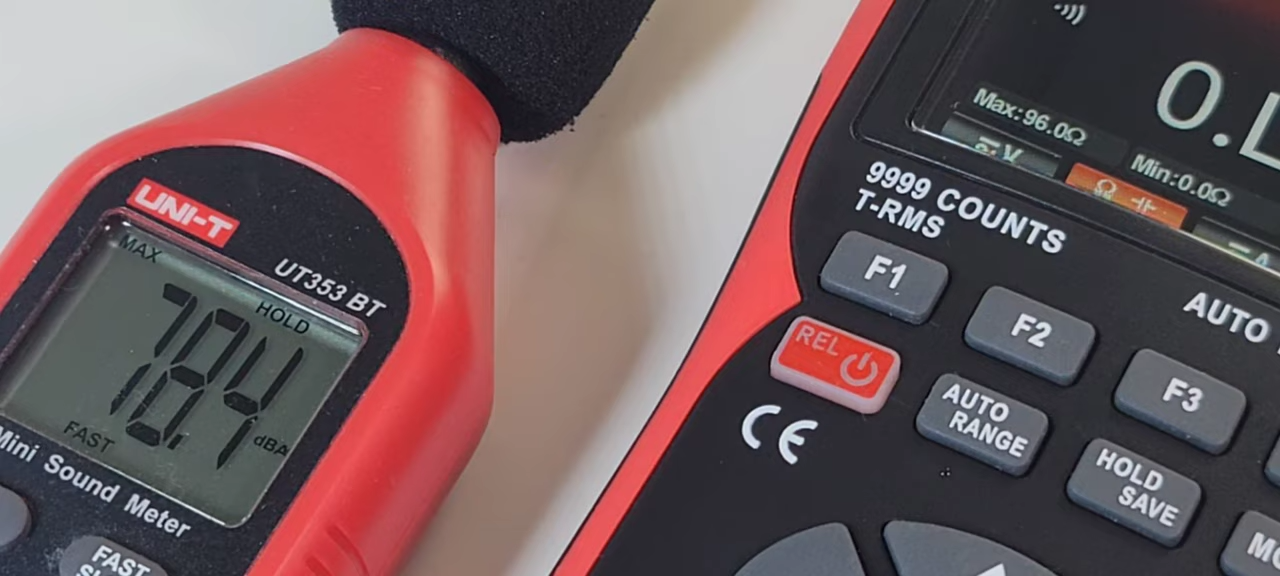 UNI-T
UT353 BT
MAX
HOLD
78.4
dBA
FAST
Mini Sound Meter
FAST
Max:96.0Ω
Min:0.0Ω
0.L
V
Ω
9999 COUNTS
T-RMS
AUTO
F1
F2
F3
REL
AUTO
RANGE
HOLD
SAVE
CE